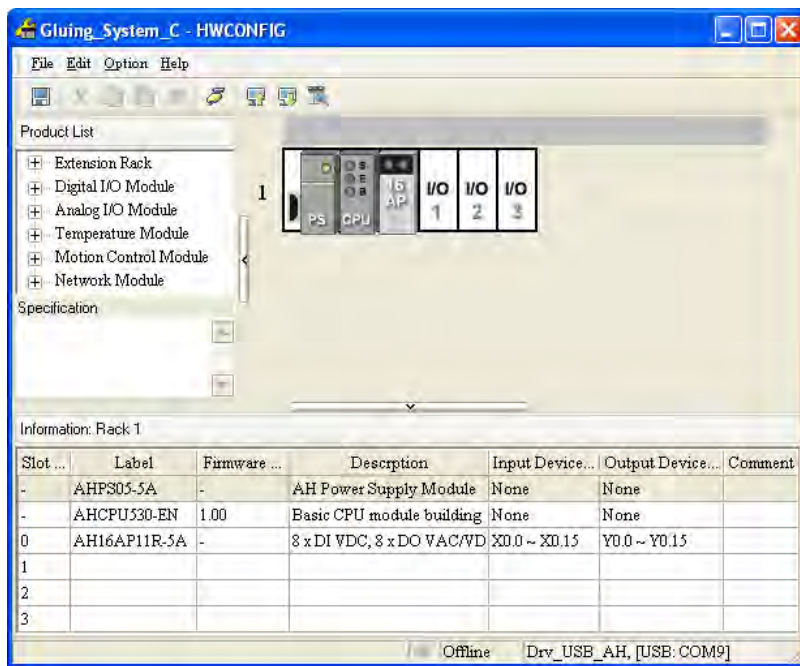 Gluing_System_C - HWCONFIG
File Edit Option Help
Product List
Extension Rack
Digital I/O Module
Analog I/O Module
Temperature Module
Motion Control Module
Network Module
Specification
1
PS CPU 16 AP I/O 1 I/O 2 I/O 3
S
E
B
Information: Rack 1
Slot ... Label Firmware ... Descrption Input Device... Output Device... Comment
- AHPS05-5A - AH Power Supply Module None None
- AHCPU530-EN 1.00 Basic CPU module building None None
0 AH16AP11R-5A - 8 x DI VDC, 8 x DO VAC/VD X0.0 ~ X0.15 Y0.0 ~ Y0.15
1
2
3
Offline Drv_USB_AH, [USB: COM9]